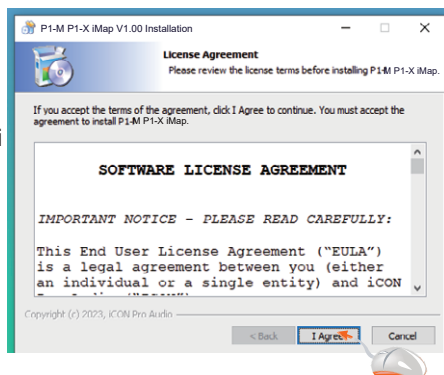 P1-M P1-X iMap V1.00 Installation
License Agreement
Please review the license terms before installing P1-M P1-X iMap.
If you accept the terms of the agreement, click I Agree to continue. You must accept the
agreement to install P1-M P1-X iMap.
SOFTWARE LICENSE AGREEMENT
IMPORTANT NOTICE – PLEASE READ CAREFULLY:
This End User License Agreement (“EULA”)
is a legal agreement between you (either
an individual or a single entity) and iCON
Copyright (c) 2023, iCON Pro Audio
< Back
I Agree
Cancel